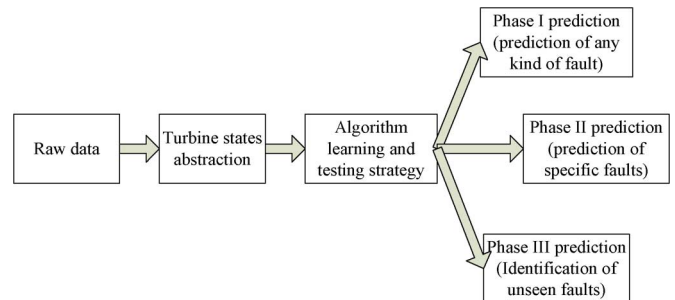 Raw data
Turbine states
abstraction
Algorithm
learning and
testing strategy
Phase I prediction
(prediction of any
kind of fault)
Phase II prediction
(prediction of
specific faults)
Phase III prediction
(Identification of
unseen faults)